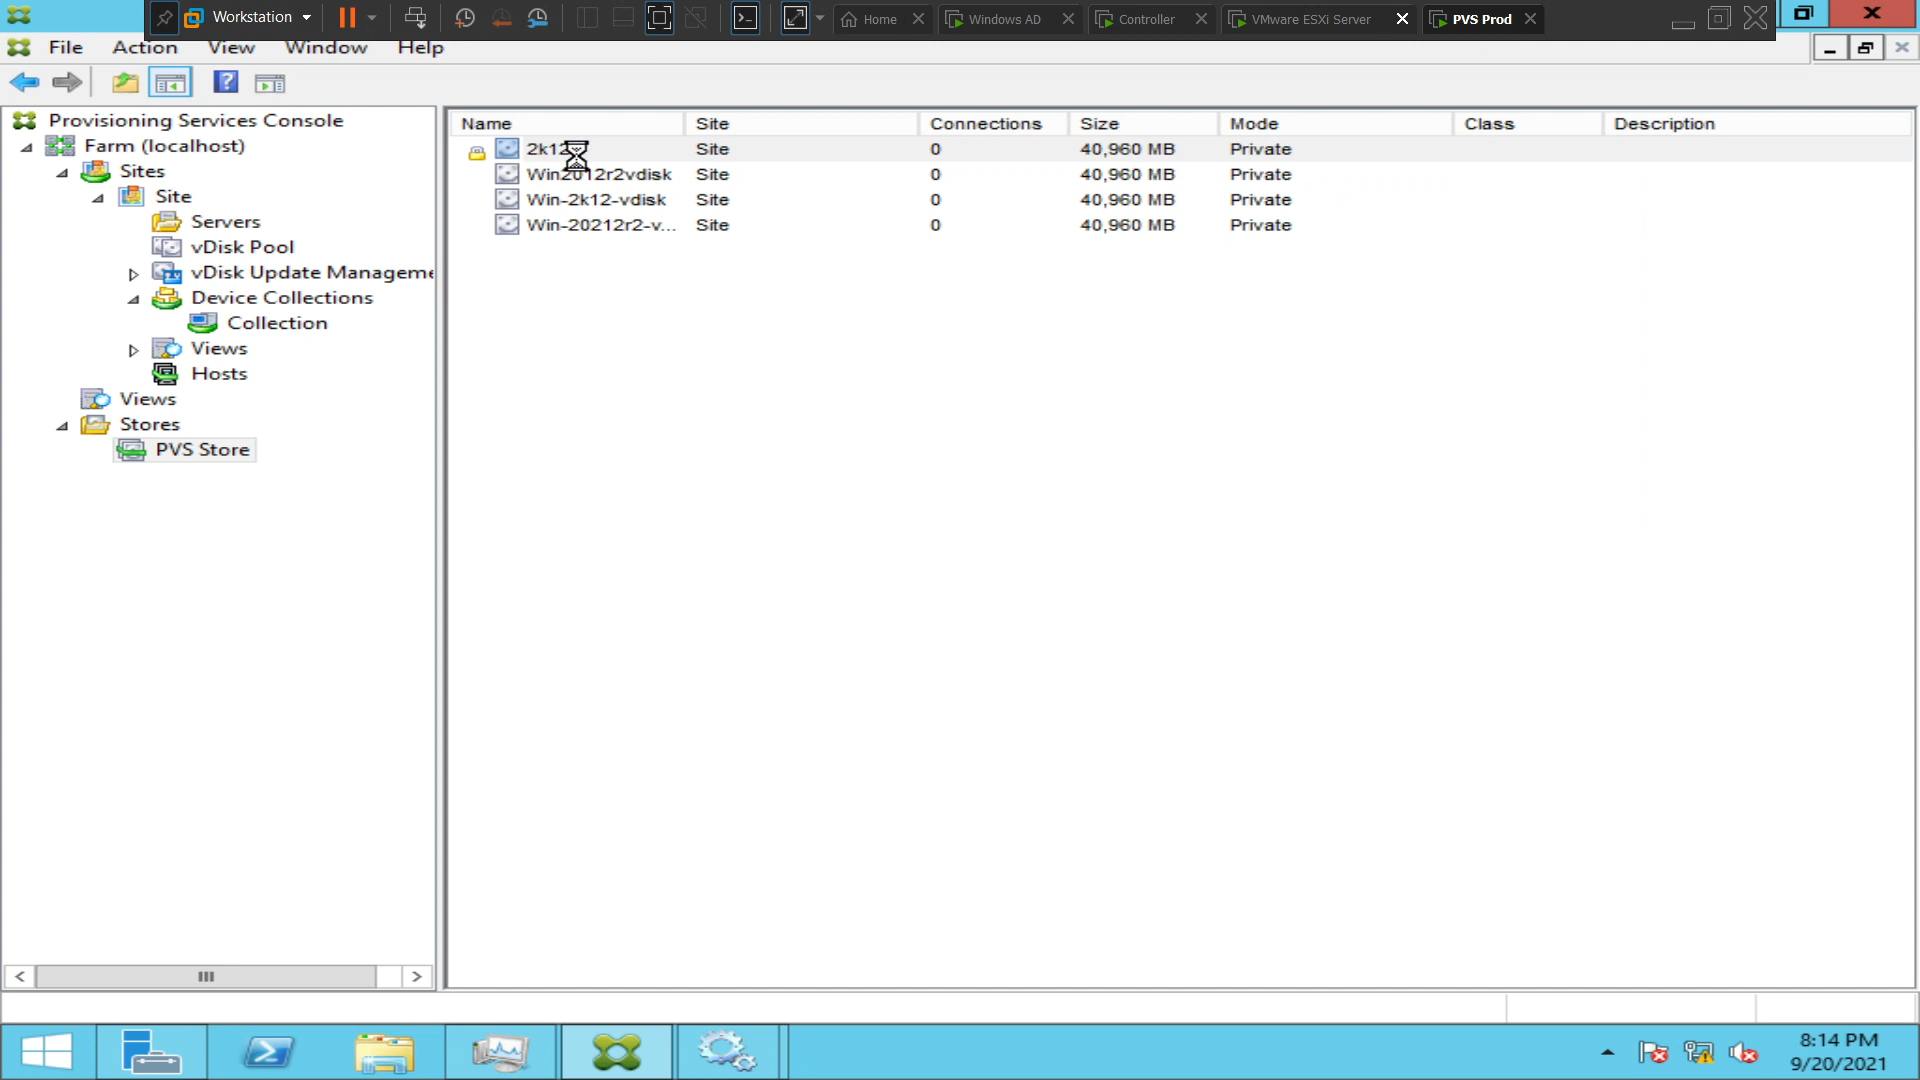 Workstation
Home
Windows AD
Controller
VMware ESXi Server
PVS Prod
File Action View Window Help
Provisioning Services Console
Farm (localhost)
Sites
Site
Servers
vDisk Pool
vDisk Update Manageme
Device Collections
Collection
Views
Hosts
Views
Stores
PVS Store
Name Site Connections Size Mode Class Description
Site 0 40,960 MB Private
Win2012r2vdisk Site 0 40,960 MB Private
Win-2k12-vdisk Site 0 40,960 MB Private
Win-20212r2-v... Site 0 40,960 MB Private
8:14 PM
9/20/2021